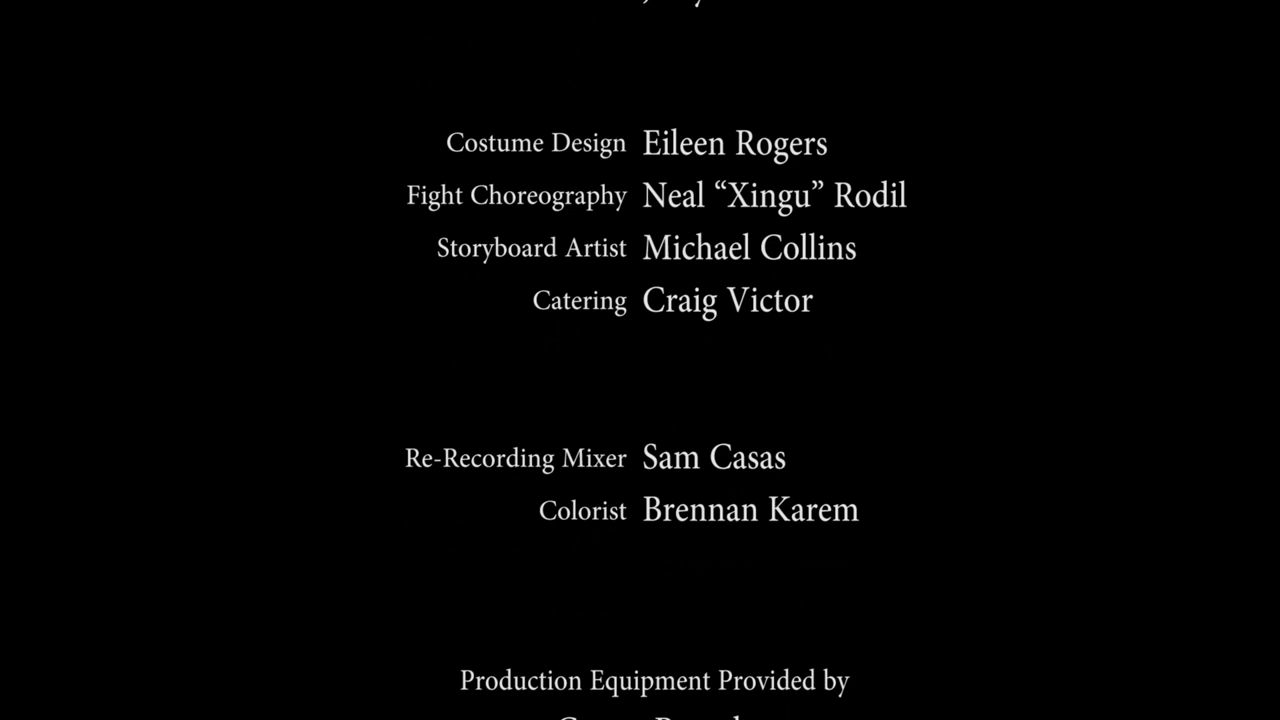 Costume Design Eileen Rogers
Fight Choreography Neal “Xingu” Rodil
Storyboard Artist Michael Collins
Catering Craig Victor
Re-Recording Mixer Sam Casas
Colorist Brennan Karem
Production Equipment Provided by